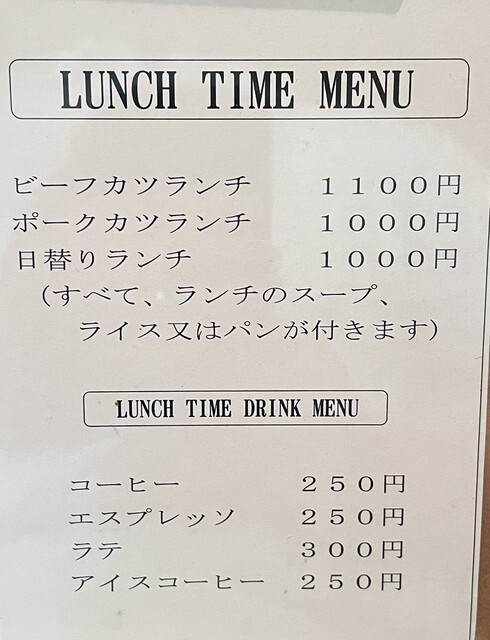 LUNCH TIME MENU
ビーフカツランチ　１１００円
ポークカツランチ　１０００円
日替りランチ　１０００円
（すべて、ランチのスープ、
ライス又はパンが付きます）
LUNCH TIME DRINK MENU
コーヒー　２５０円
エスプレッソ　２５０円
ラテ　３００円
アイスコーヒー　２５０円